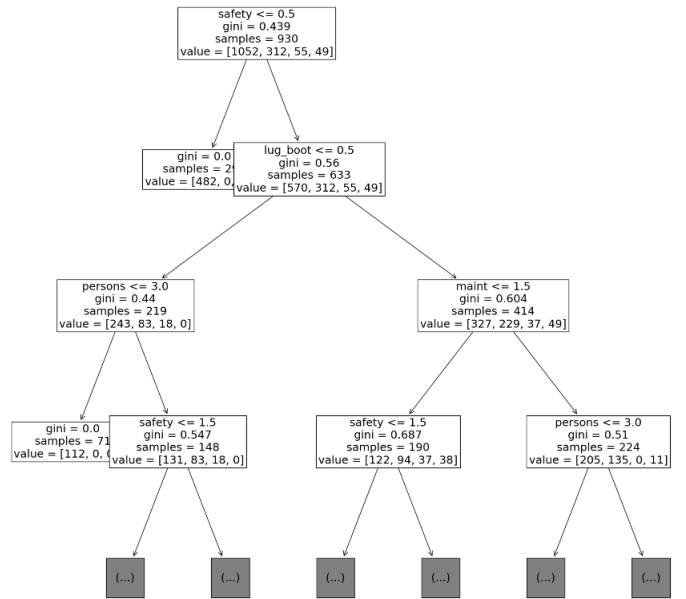 safety <= 0.5
gini = 0.439
samples = 930
value = [1052, 312, 55, 49]
gini = 0.0
samples = 29
value = [482, 0,
lug_boot <= 0.5
gini = 0.56
samples = 633
value = [570, 312, 55, 49]
persons <= 3.0
gini = 0.44
samples = 219
value = [243, 83, 18, 0]
maint <= 1.5
gini = 0.604
samples = 414
value = [327, 229, 37, 49]
gini = 0.0
samples = 71
value = [112, 0, 0
safety <= 1.5
gini = 0.547
samples = 148
value = [131, 83, 18, 0]
safety <= 1.5
gini = 0.687
samples = 190
value = [122, 94, 37, 38]
persons <= 3.0
gini = 0.51
samples = 224
value = [205, 135, 0, 11]
(...)
(...)
(...)
(...)
(...)
(...)